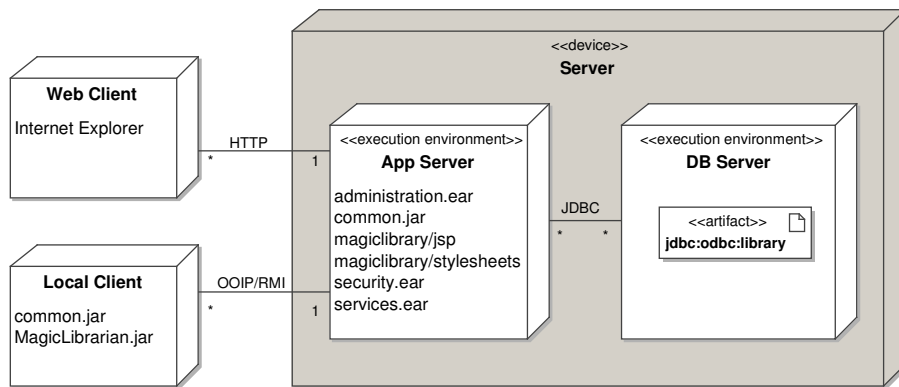 <<device>>
Server
Web Client
Internet Explorer
HTTP
*
1
<<execution environment>>
App Server
administration.ear
common.jar
magiclibrary/jsp
magiclibrary/stylesheets
security.ear
services.ear
JDBC
*
*
<<execution environment>>
DB Server
<<artifact>>
jdbc:odbc:library
Local Client
common.jar
MagicLibrarian.jar
OOIP/RMI
*
1